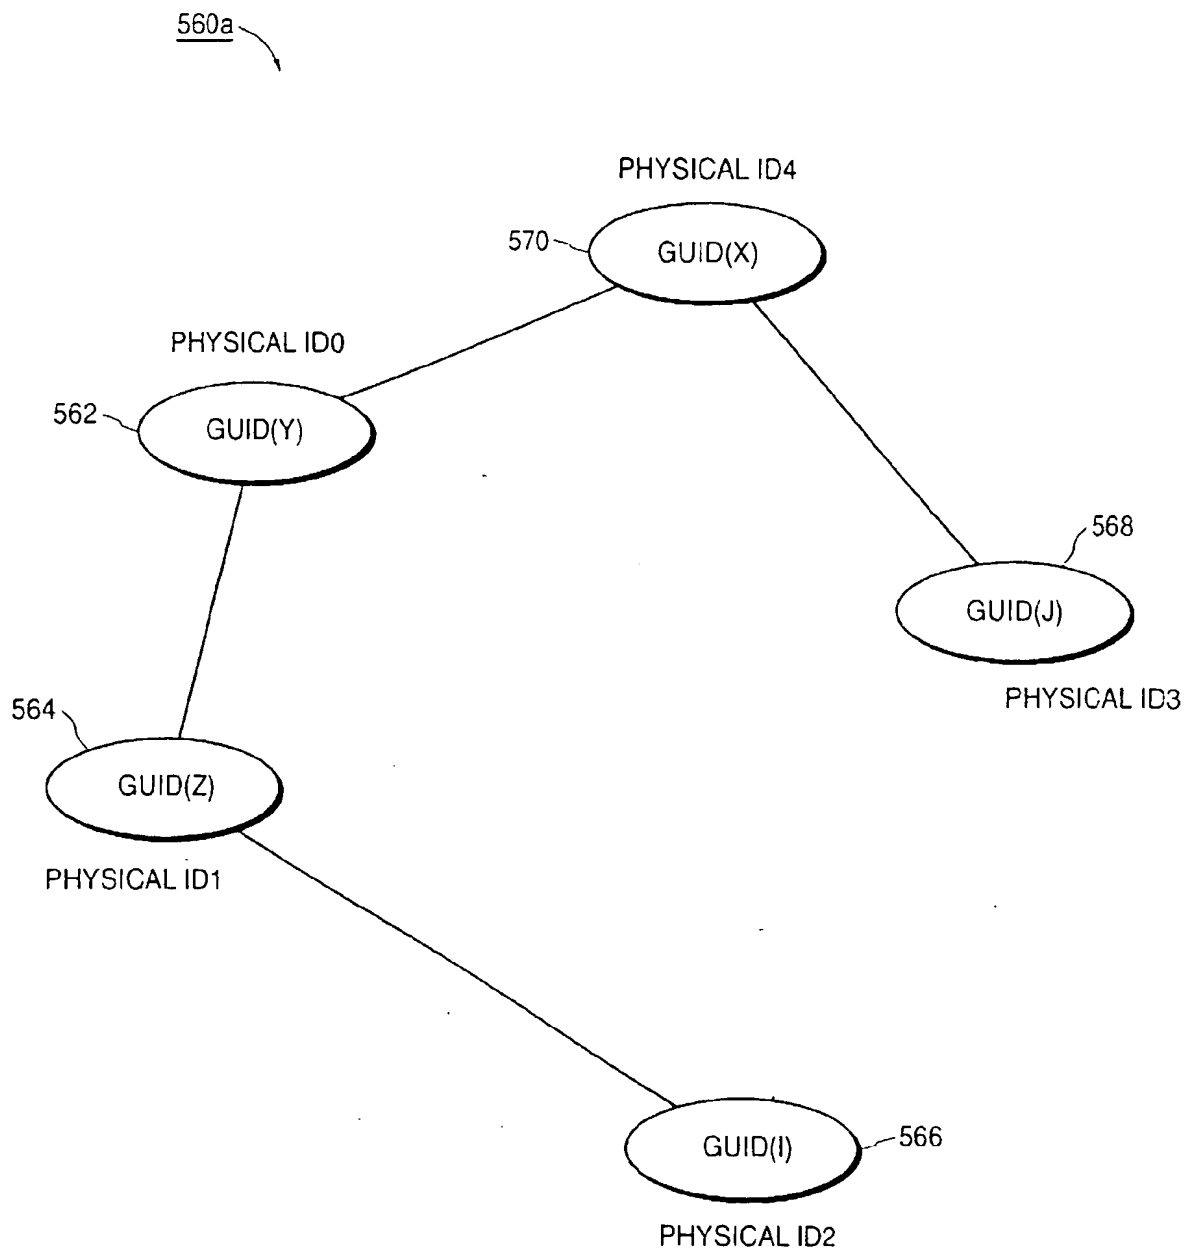 560a
PHYSICAL ID4
570
GUID(X)
PHYSICAL ID0
562
GUID(Y)
568
GUID(J)
PHYSICAL ID3
564
GUID(Z)
PHYSICAL ID1
GUID(I)
566
PHYSICAL ID2